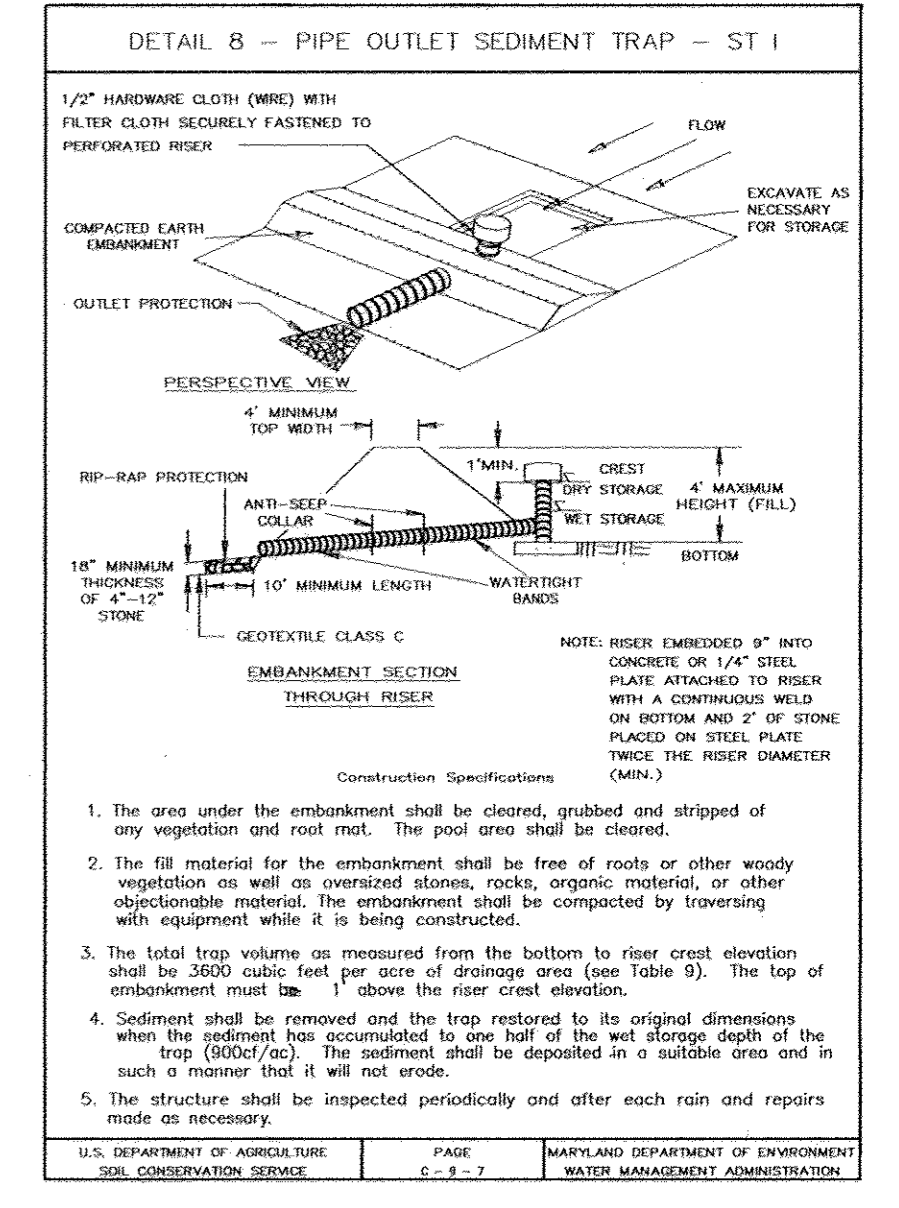 DETAIL 8 - PIPE OUTLET SEDIMENT TRAP - ST I
1/2" HARDWARE CLOTH (WIRE) WITH
FILTER CLOTH SECURELY FASTENED TO
PERFORATED RISER
FLOW
EXCAVATE AS
NECESSARY
FOR STORAGE
COMPACTED EARTH
EMBANKMENT
OUTLET PROTECTION
PERSPECTIVE VIEW
4' MINIMUM
TOP WIDTH
1'MIN.
CREST
DRY STORAGE
WET STORAGE
4' MAXIMUM
HEIGHT (FILL)
RIP-RAP PROTECTION
ANTI-SEEP
COLLAR
BOTTOM
18" MINIMUM
THICKNESS
OF 4"-12"
STONE
10' MINIMUM LENGTH
WATERTIGHT
BANDS
GEOTEXTILE CLASS C
EMBANKMENT SECTION
THROUGH RISER
NOTE: RISER EMBEDDED 9" INTO
CONCRETE OR 1/4" STEEL
PLATE ATTACHED TO RISER
WITH A CONTINUOUS WELD
ON BOTTOM AND 2' OF STONE
PLACED ON STEEL PLATE
TWICE THE RISER DIAMETER
(MIN.)
Construction Specifications
1. The area under the embankment shall be cleared, grubbed and stripped of
any vegetation and root mat. The pool area shall be cleared.
2. The fill material for the embankment shall be free of roots or other woody
vegetation as well as oversized stones, rocks, organic material, or other
objectionable material. The embankment shall be compacted by traversing
with equipment while it is being constructed.
3. The total trap volume as measured from the bottom to riser crest elevation
shall be 3600 cubic feet per acre of drainage area (see Table 9). The top of
embankment must be 1' above the riser crest elevation.
4. Sediment shall be removed and the trap restored to its original dimensions
when the sediment has accumulated to one half of the wet storage depth of the
trap (900cf/ac). The sediment shall be deposited in a suitable area and in
such a manner that it will not erode.
5. The structure shall be inspected periodically and after each rain and repairs
made as necessary.
U.S. DEPARTMENT OF AGRICULTURE
SOIL CONSERVATION SERVICE
PAGE
C - 9 - 7
MARYLAND DEPARTMENT OF ENVIRONMENT
WATER MANAGEMENT ADMINISTRATION